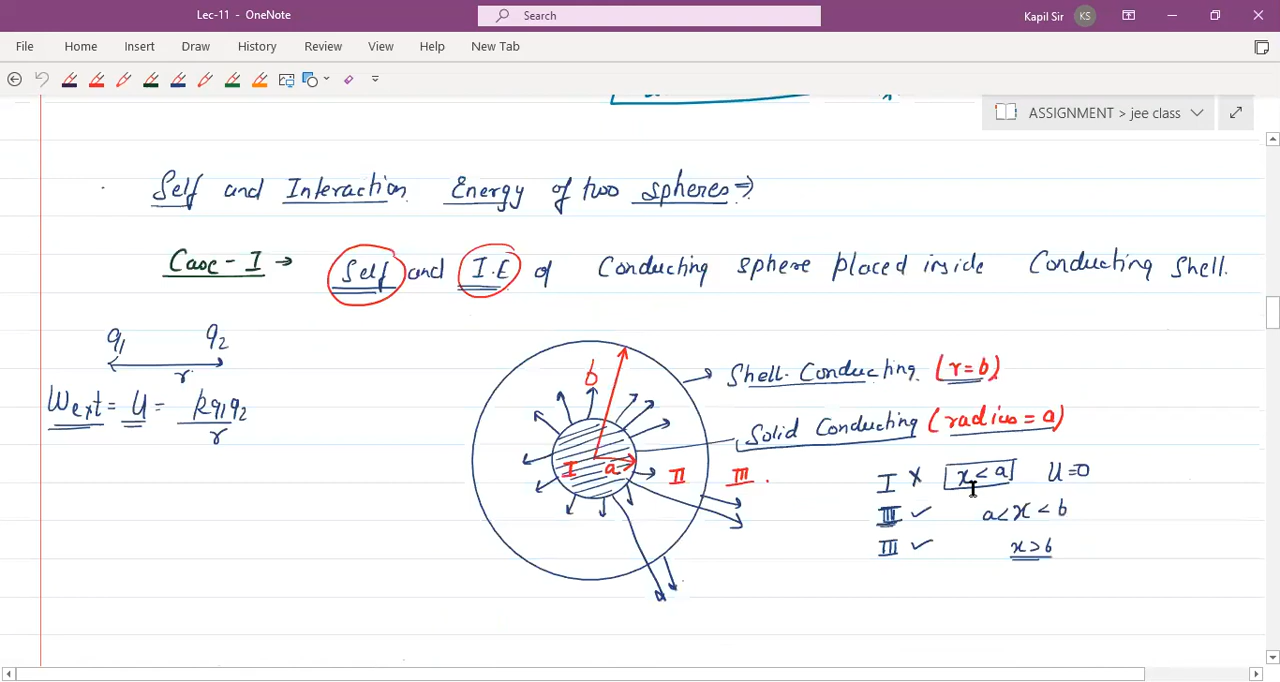 Lec-11 - OneNote
Search
Kapil Sir
KS
File Home Insert Draw History Review View Help New Tab
ASSIGNMENT > jee class
Self and Interaction Energy of two spheres ⇒
Case - I → Self and I.E of Conducting sphere placed inside Conducting Shell.
q1 q2
r
Wext = U = kq1q2
r
b
Shell-Conducting (r=b)
Solid Conducting (radius = a)
I a II III .
I × x < a U=0
III ✓ a< x < b
III ✓ x > b